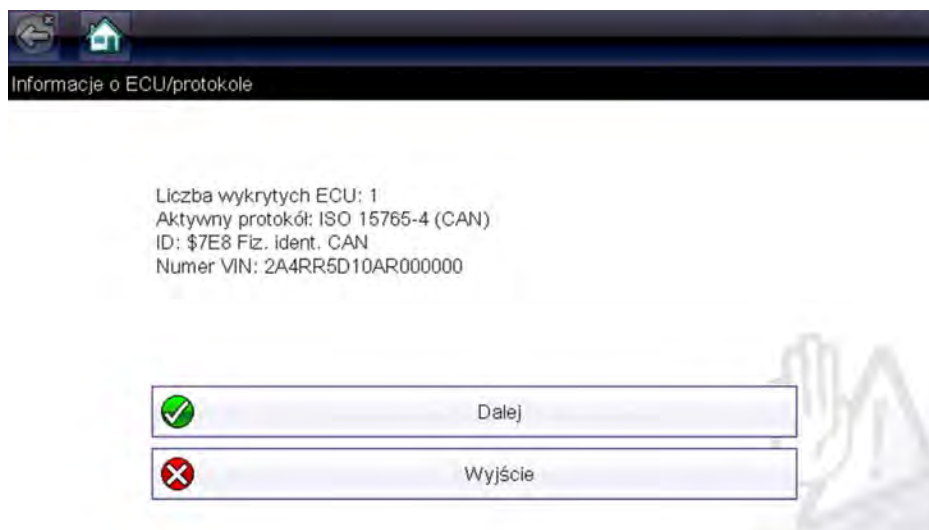 Informacje o ECU/protokole
Liczba wykrytych ECU: 1
Aktywny protokół: ISO 15765-4 (CAN)
ID: $7E8 Fiz. ident. CAN
Numer VIN: 2A4RR5D10AR000000
Dalej
Wyjście